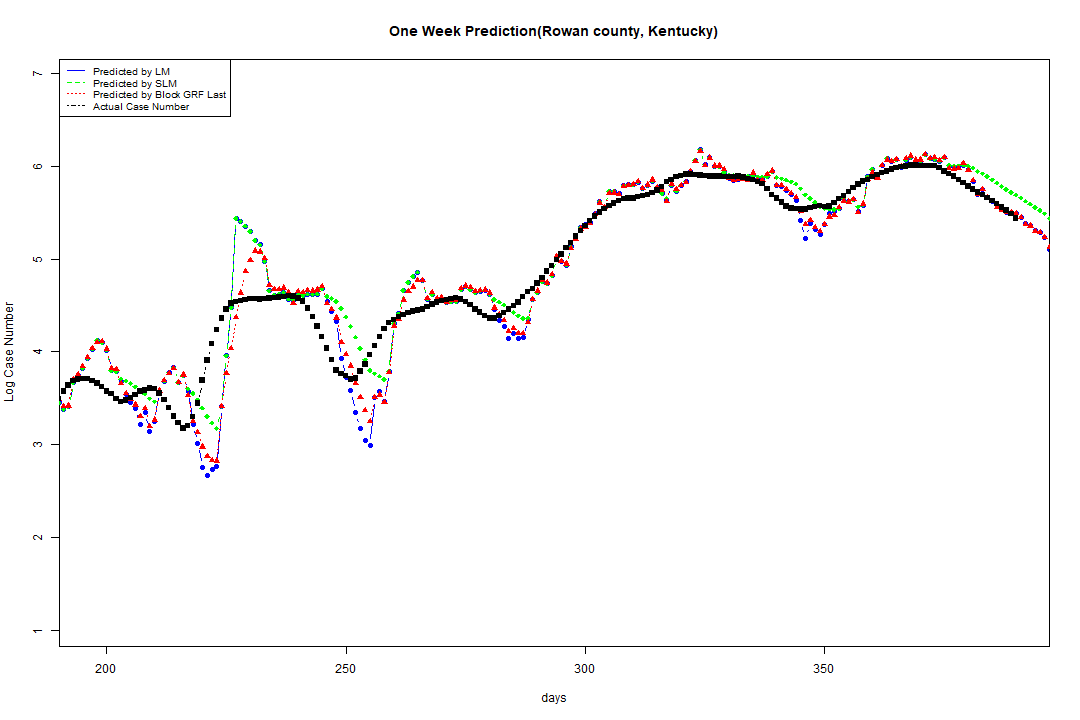 One Week Prediction(Rowan county, Kentucky)
Predicted by LM
Predicted by SLM
Predicted by Block GRF Last
Actual Case Number
7
6
5
4
3
2
1
Log Case Number
200 250 300 350
days